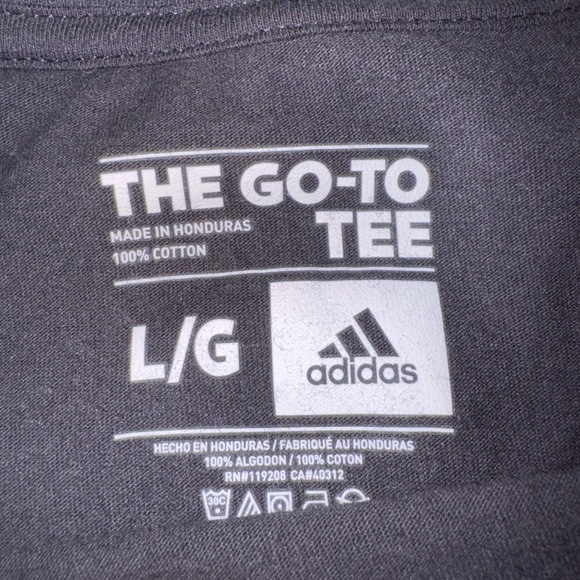 THE GO-TO
TEE
MADE IN HONDURAS
100% COTTON
L/G
adidas
HECHO EN HONDURAS / FABRIQUÉ AU HONDURAS
100% ALGODON / 100% COTON
RN#119208 CA#40312
30C